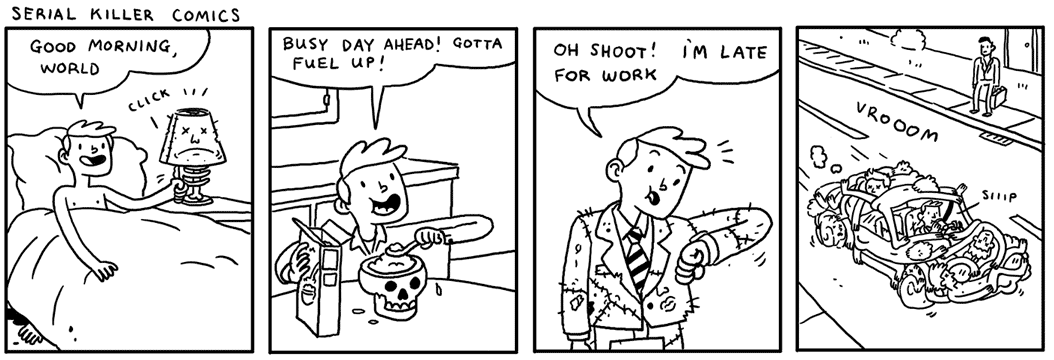 SERIAL KILLER COMICS
GOOD MORNING,
WORLD
CLICK
BUSY DAY AHEAD! GOTTA
FUEL UP!
OH SHOOT! I'M LATE
FOR WORK
VROOOM
SIIIP